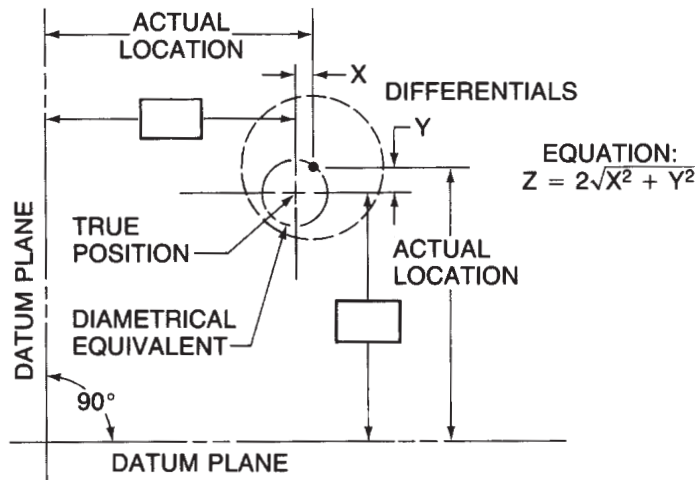 ACTUAL
LOCATION
X
DIFFERENTIALS
Y
EQUATION:
Z = 2√X² + Y²
TRUE
POSITION
ACTUAL
LOCATION
DIAMETRICAL
EQUIVALENT
DATUM PLANE
90°
DATUM PLANE